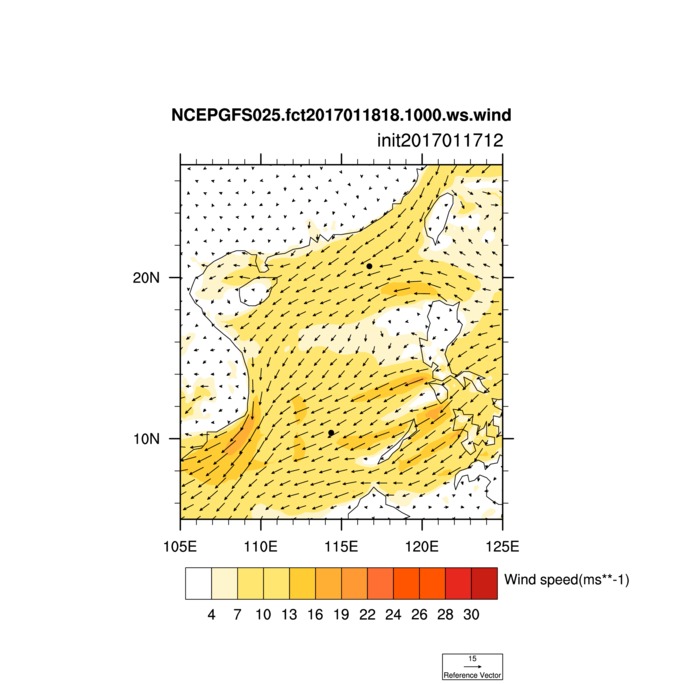 NCEPGFS025.fct2017011818.1000.ws.wind
init2017011712
20N
10N
105E 110E 115E 120E 125E
Wind speed(ms**-1)
4 7 10 13 16 19 22 24 26 28 30
15
Reference Vector